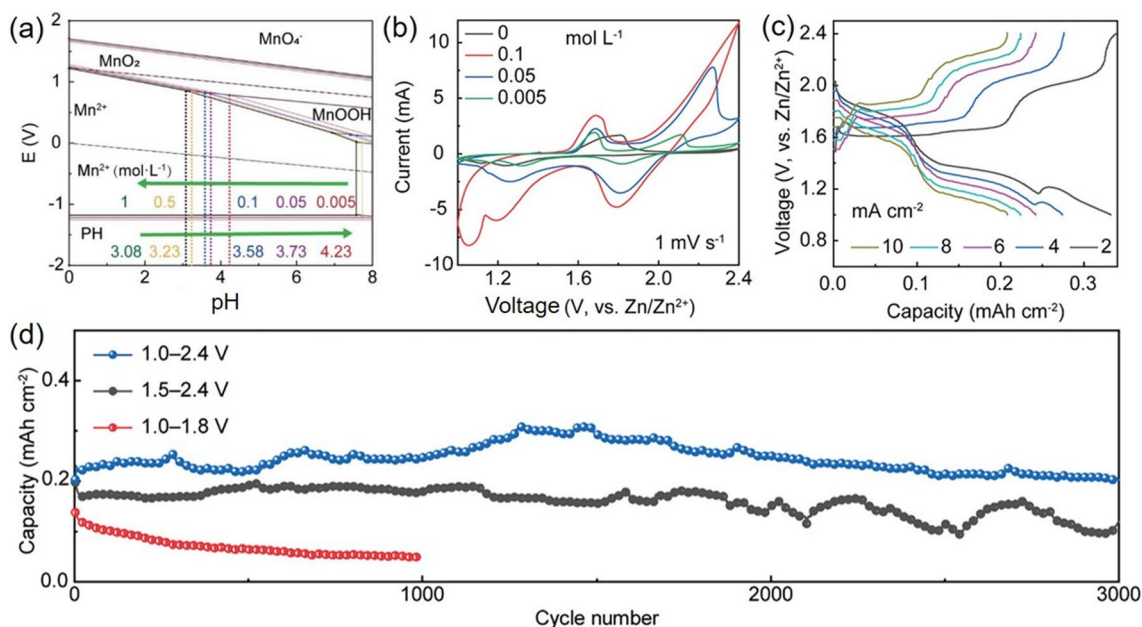 (a)
2
1
0
-1
-2
E (V)
MnO₄⁻
MnO₂
Mn²⁺
MnOOH
Mn²⁺ (mol·L⁻¹)
1 0.5 0.1 0.05 0.005
PH
3.08 3.23 3.58 3.73 4.23
0 2 4 6 8
pH
(b)
10
5
0
-5
-10
Current (mA)
mol L⁻¹
0
0.1
0.05
0.005
1 mV s⁻¹
1.2 1.6 2.0 2.4
Voltage (V, vs. Zn/Zn²⁺)
(c)
2.4
2.0
1.6
1.2
0.8
Voltage (V, vs. Zn/Zn²⁺)
mA cm⁻²
10 8 6 4 2
0.0 0.1 0.2 0.3
Capacity (mAh cm⁻²)
(d)
0.4
0.2
0.0
Capacity (mAh cm⁻²)
1.0–2.4 V
1.5–2.4 V
1.0–1.8 V
0 1000 2000 3000
Cycle number